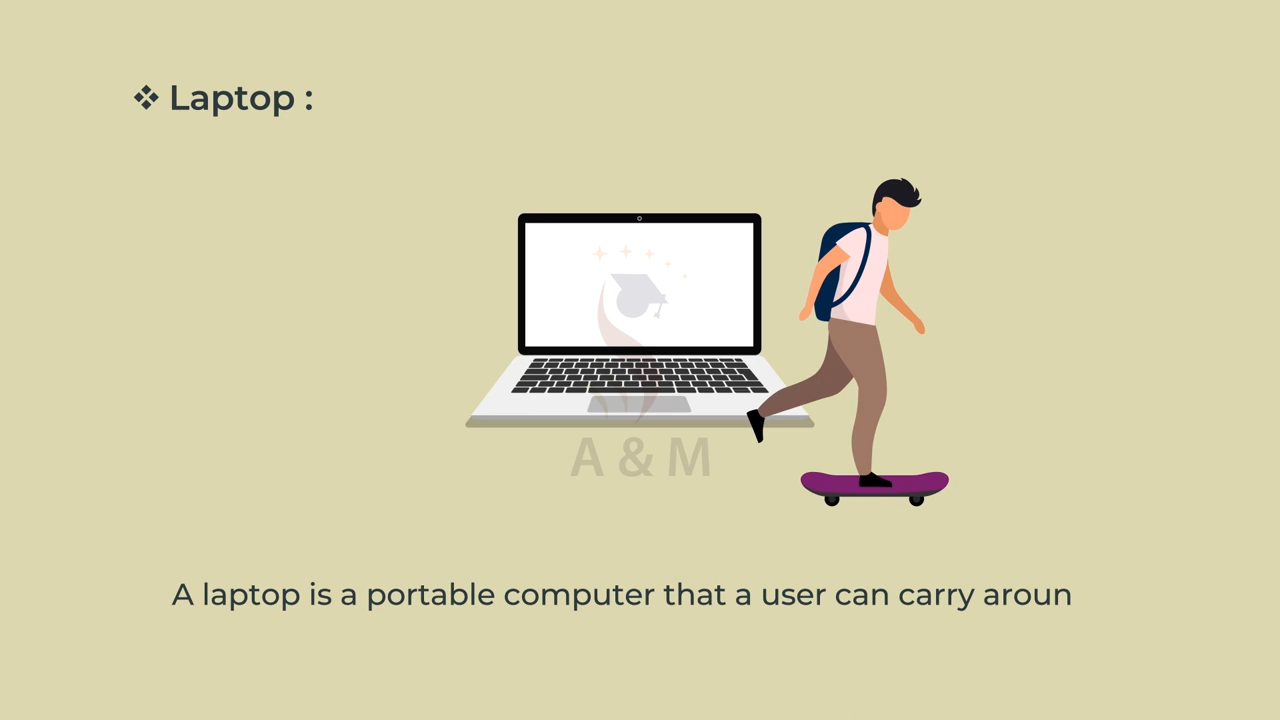 ❖ Laptop :
A & M
A laptop is a portable computer that a user can carry aroun